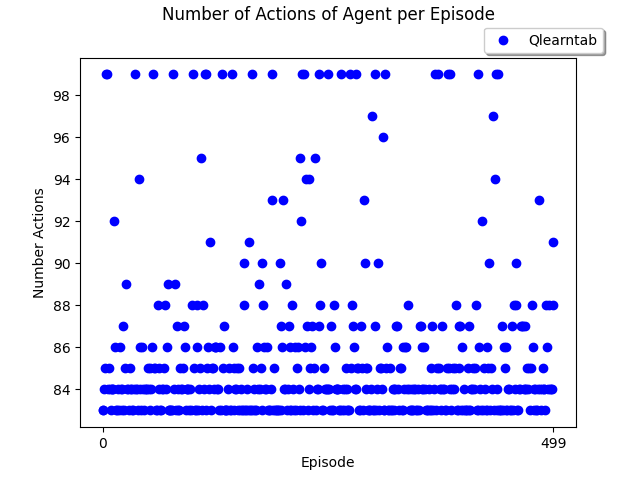 Number of Actions of Agent per Episode
Qlearntab
98
96
94
92
90
88
86
84
Number Actions
0 499
Episode